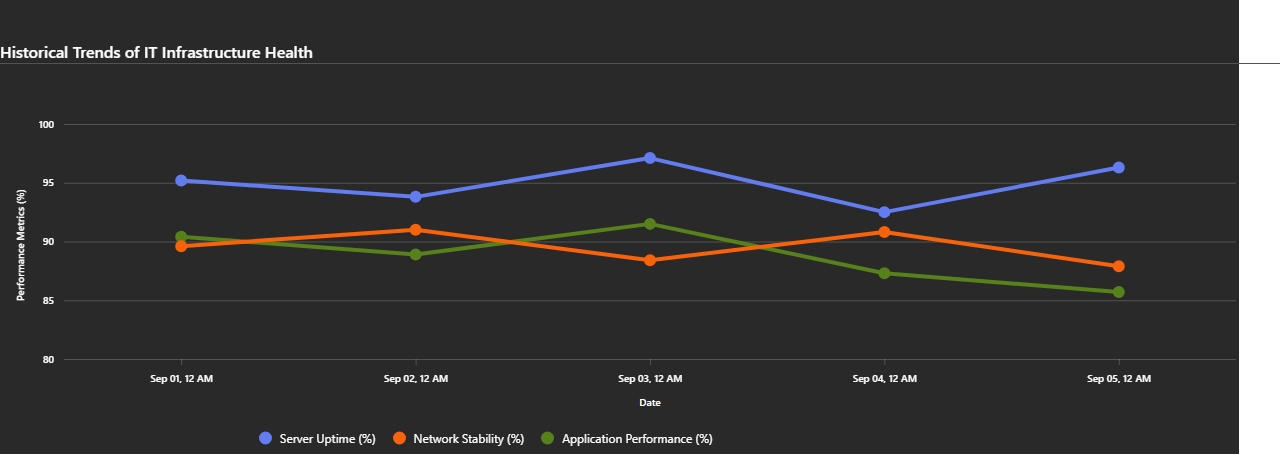 Historical Trends of IT Infrastructure Health
100
95
90
85
80
Performance Metrics (%)
Sep 01, 12 AM
Sep 02, 12 AM
Sep 03, 12 AM
Sep 04, 12 AM
Sep 05, 12 AM
Date
Server Uptime (%)
Network Stability (%)
Application Performance (%)